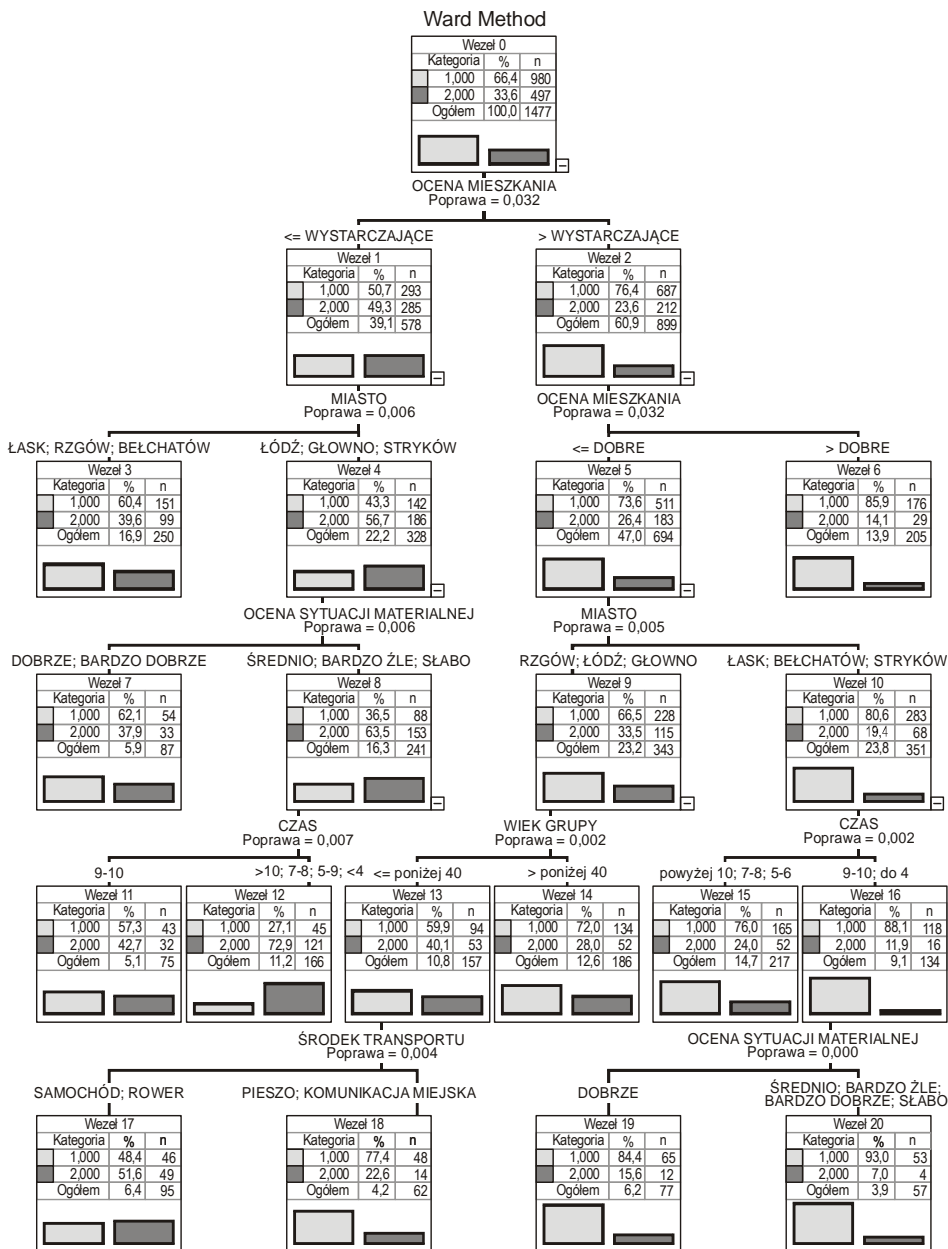 Ward Method
Wezeł 0
Kategoria % n
1,000 66,4 980
2,000 33,6 497
Ogółem 100,0 1477
OCENA MIESZKANIA
Poprawa = 0,032
<= WYSTARCZAJĄCE
Wezeł 1
Kategoria % n
1,000 50,7 293
2,000 49,3 285
Ogółem 39,1 578
MIASTO
Poprawa = 0,006
> WYSTARCZAJĄCE
Wezeł 2
Kategoria % n
1,000 76,4 687
2,000 23,6 212
Ogółem 60,9 899
OCENA MIESZKANIA
Poprawa = 0,032
ŁASK; RZGÓW; BEŁCHATÓW
Wezeł 3
Kategoria % n
1,000 60,4 151
2,000 39,6 99
Ogółem 16,9 250
ŁÓDŹ; GŁOWNO; STRYKÓW
Wezeł 4
Kategoria % n
1,000 43,3 142
2,000 56,7 186
Ogółem 22,2 328
OCENA SYTUACJI MATERIALNEJ
Poprawa = 0,006
<= DOBRE
Wezeł 5
Kategoria % n
1,000 73,6 511
2,000 26,4 183
Ogółem 47,0 694
MIASTO
Poprawa = 0,005
> DOBRE
Wezeł 6
Kategoria % n
1,000 85,9 176
2,000 14,1 29
Ogółem 13,9 205
DOBRZE; BARDZO DOBRZE
Wezeł 7
Kategoria % n
1,000 62,1 54
2,000 37,9 33
Ogółem 5,9 87
ŚREDNIO; BARDZO ŹLE; SŁABO
Wezeł 8
Kategoria % n
1,000 36,5 88
2,000 63,5 153
Ogółem 16,3 241
CZAS
Poprawa = 0,007
RZGÓW; ŁÓDŹ; GŁOWNO
Wezeł 9
Kategoria % n
1,000 66,5 228
2,000 33,5 115
Ogółem 23,2 343
WIEK GRUPY
Poprawa = 0,002
ŁASK; BEŁCHATÓW; STRYKÓW
Wezeł 10
Kategoria % n
1,000 80,6 283
2,000 19,4 68
Ogółem 23,8 351
CZAS
Poprawa = 0,002
9-10
Wezeł 11
Kategoria % n
1,000 57,3 43
2,000 42,7 32
Ogółem 5,1 75
>10; 7-8; 5-9; <4
Wezeł 12
Kategoria % n
1,000 27,1 45
2,000 72,9 121
Ogółem 11,2 166
<= poniżej 40
Wezeł 13
Kategoria % n
1,000 59,9 94
2,000 40,1 53
Ogółem 10,8 157
ŚRODEK TRANSPORTU
Poprawa = 0,004
> poniżej 40
Wezeł 14
Kategoria % n
1,000 72,0 134
2,000 28,0 52
Ogółem 12,6 186
powyżej 10; 7-8; 5-6
Wezeł 15
Kategoria % n
1,000 76,0 165
2,000 24,0 52
Ogółem 14,7 217
9-10; do 4
Wezeł 16
Kategoria % n
1,000 88,1 118
2,000 11,9 16
Ogółem 9,1 134
OCENA SYTUACJI MATERIALNEJ
Poprawa = 0,000
SAMOCHÓD; ROWER
Wezeł 17
Kategoria % n
1,000 48,4 46
2,000 51,6 49
Ogółem 6,4 95
PIESZO; KOMUNIKACJA MIEJSKA
Wezeł 18
Kategoria % n
1,000 77,4 48
2,000 22,6 14
Ogółem 4,2 62
DOBRZE
Wezeł 19
Kategoria % n
1,000 84,4 65
2,000 15,6 12
Ogółem 6,2 77
ŚREDNIO; BARDZO ŹLE;
BARDZO DOBRZE; SŁABO
Wezeł 20
Kategoria % n
1,000 93,0 53
2,000 7,0 4
Ogółem 3,9 57